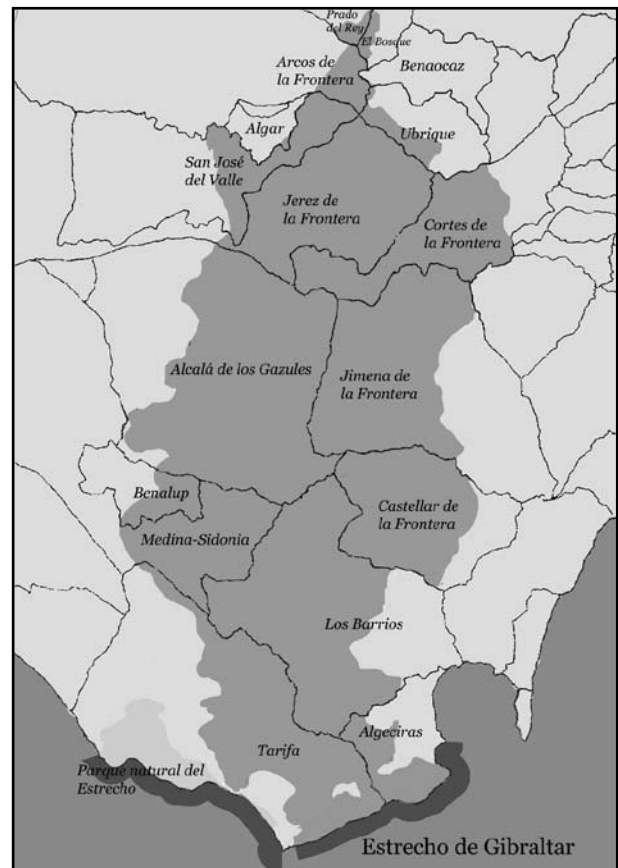 Prado
del Rey
El Bosque
Arcos de
la Frontera
Benaocaz
Algar
Ubrique
San José
del Valle
Jerez de
la Frontera
Cortes de
la Frontera
Alcalá de los Gazules
Jimena de
la Frontera
Benalup
Castellar de
la Frontera
Medina-Sidonia
Los Barrios
Algeciras
Tarifa
Parque natural del
Estrecho
Estrecho de Gibraltar